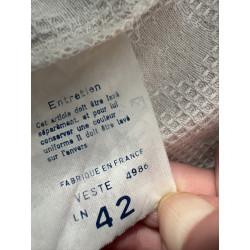 Entretien
Cet article doit être lavé
séparément, et pour lui
conserver sa couleur
uniforme il doit être lavé
sur l'envers
FABRIQUE EN FRANCE
VESTE 4986
LN 42